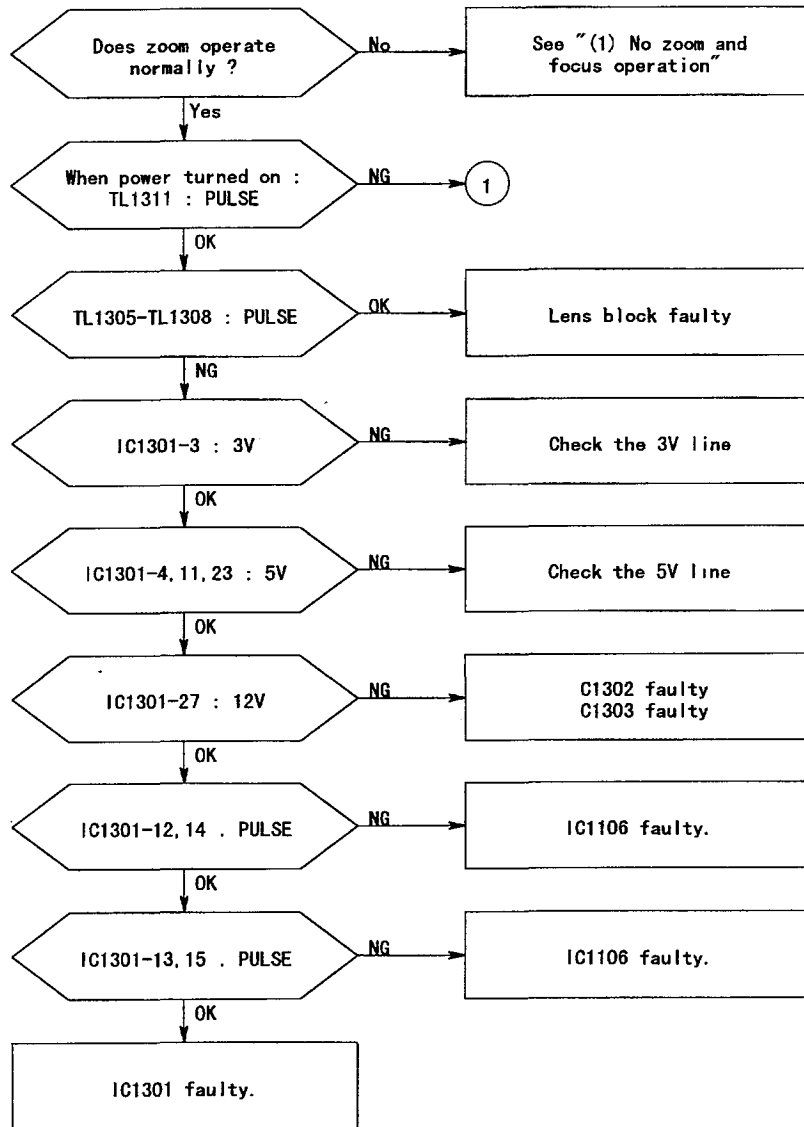 Does zoom operate
normally ?
No
See "(1) No zoom and
focus operation"
Yes
When power turned on :
TL1311 : PULSE
NG
1
OK
TL1305-TL1308 : PULSE
OK
Lens block faulty
NG
IC1301-3 : 3V
NG
Check the 3V line
OK
IC1301-4,11,23 : 5V
NG
Check the 5V line
OK
IC1301-27 : 12V
NG
C1302 faulty
C1303 faulty
OK
IC1301-12,14 . PULSE
NG
IC1106 faulty.
OK
IC1301-13,15 . PULSE
NG
IC1106 faulty.
OK
IC1301 faulty.